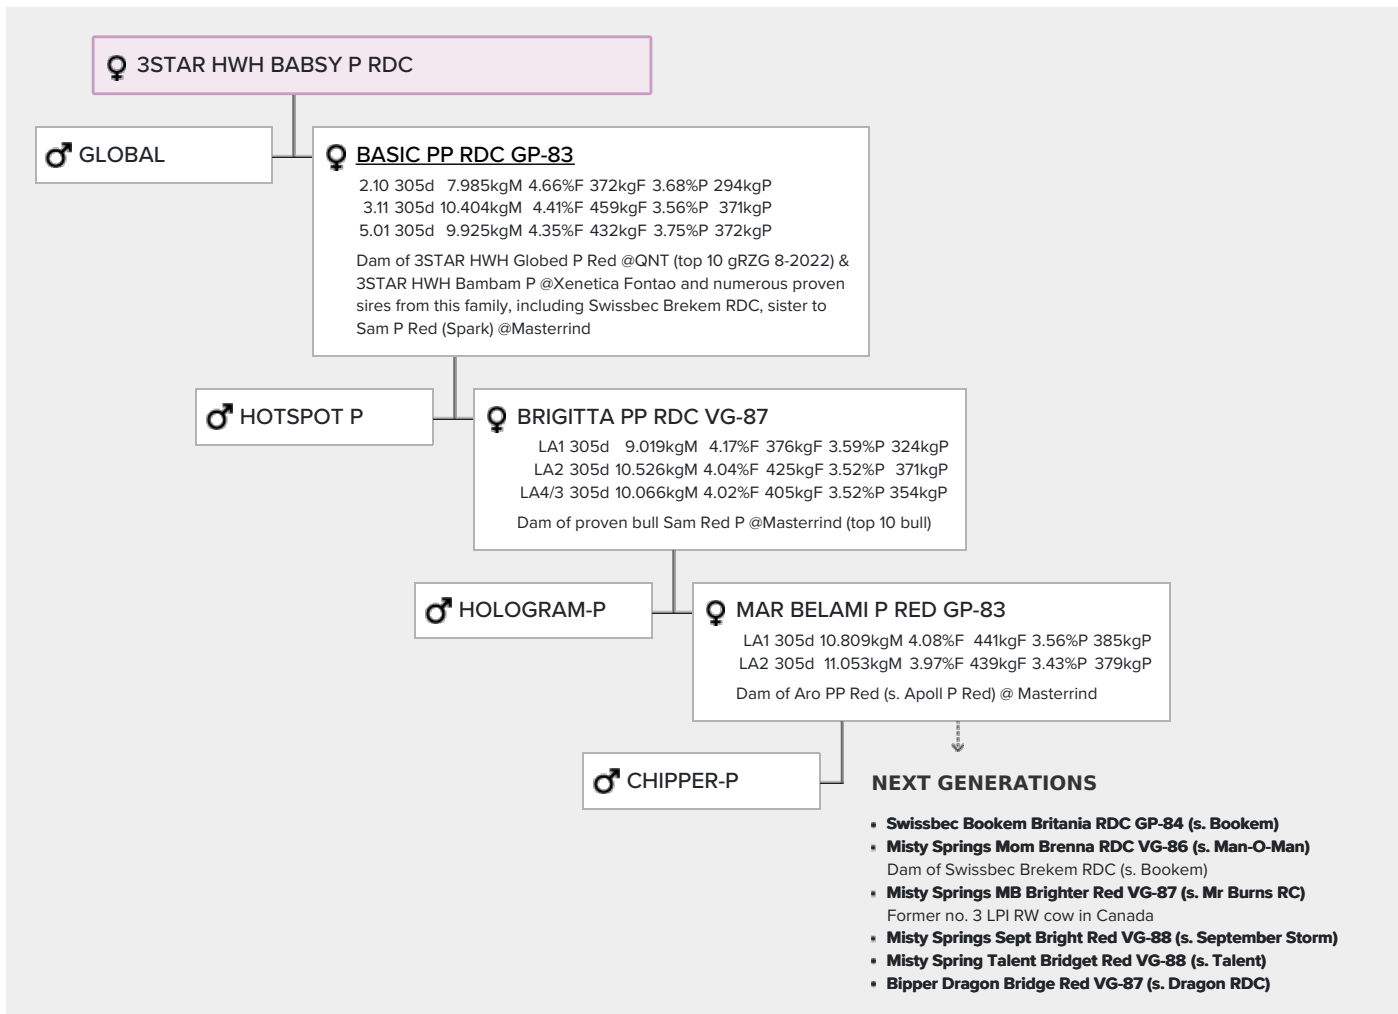 3STAR HWH BABSY P RDC
GLOBAL
BASIC PP RDC GP-83
2.10 305d 7.985kgM 4.66%F 372kgF 3.68%P 294kgP
3.11 305d 10.404kgM 4.41%F 459kgF 3.56%P 371kgP
5.01 305d 9.925kgM 4.35%F 432kgF 3.75%P 372kgP
Dam of 3STAR HWH Globed P Red @QNT (top 10 gRZG 8-2022) &
3STAR HWH Bambam P @Xenetica Fontao and numerous proven
sires from this family, including Swissbec Brekem RDC, sister to
Sam P Red (Spark) @Masterrind
HOTSPOT P
BRIGITTA PP RDC VG-87
LA1 305d 9.019kgM 4.17%F 376kgF 3.59%P 324kgP
LA2 305d 10.526kgM 4.04%F 425kgF 3.52%P 371kgP
LA4/3 305d 10.066kgM 4.02%F 405kgF 3.52%P 354kgP
Dam of proven bull Sam Red P @Masterrind (top 10 bull)
HOLOGRAM-P
MAR BELAMI P RED GP-83
LA1 305d 10.809kgM 4.08%F 441kgF 3.56%P 385kgP
LA2 305d 11.053kgM 3.97%F 439kgF 3.43%P 379kgP
Dam of Aro PP Red (s. Apoll P Red) @ Masterrind
CHIPPER-P
NEXT GENERATIONS
• Swissbec Bookem Britania RDC GP-84 (s. Bookem)
• Misty Springs Mom Brenna RDC VG-86 (s. Man-O-Man)
Dam of Swissbec Brekem RDC (s. Bookem)
• Misty Springs MB Brighter Red VG-87 (s. Mr Burns RC)
Former no. 3 LPI RW cow in Canada
• Misty Springs Sept Bright Red VG-88 (s. September Storm)
• Misty Spring Talent Bridget Red VG-88 (s. Talent)
• Bipper Dragon Bridge Red VG-87 (s. Dragon RDC)